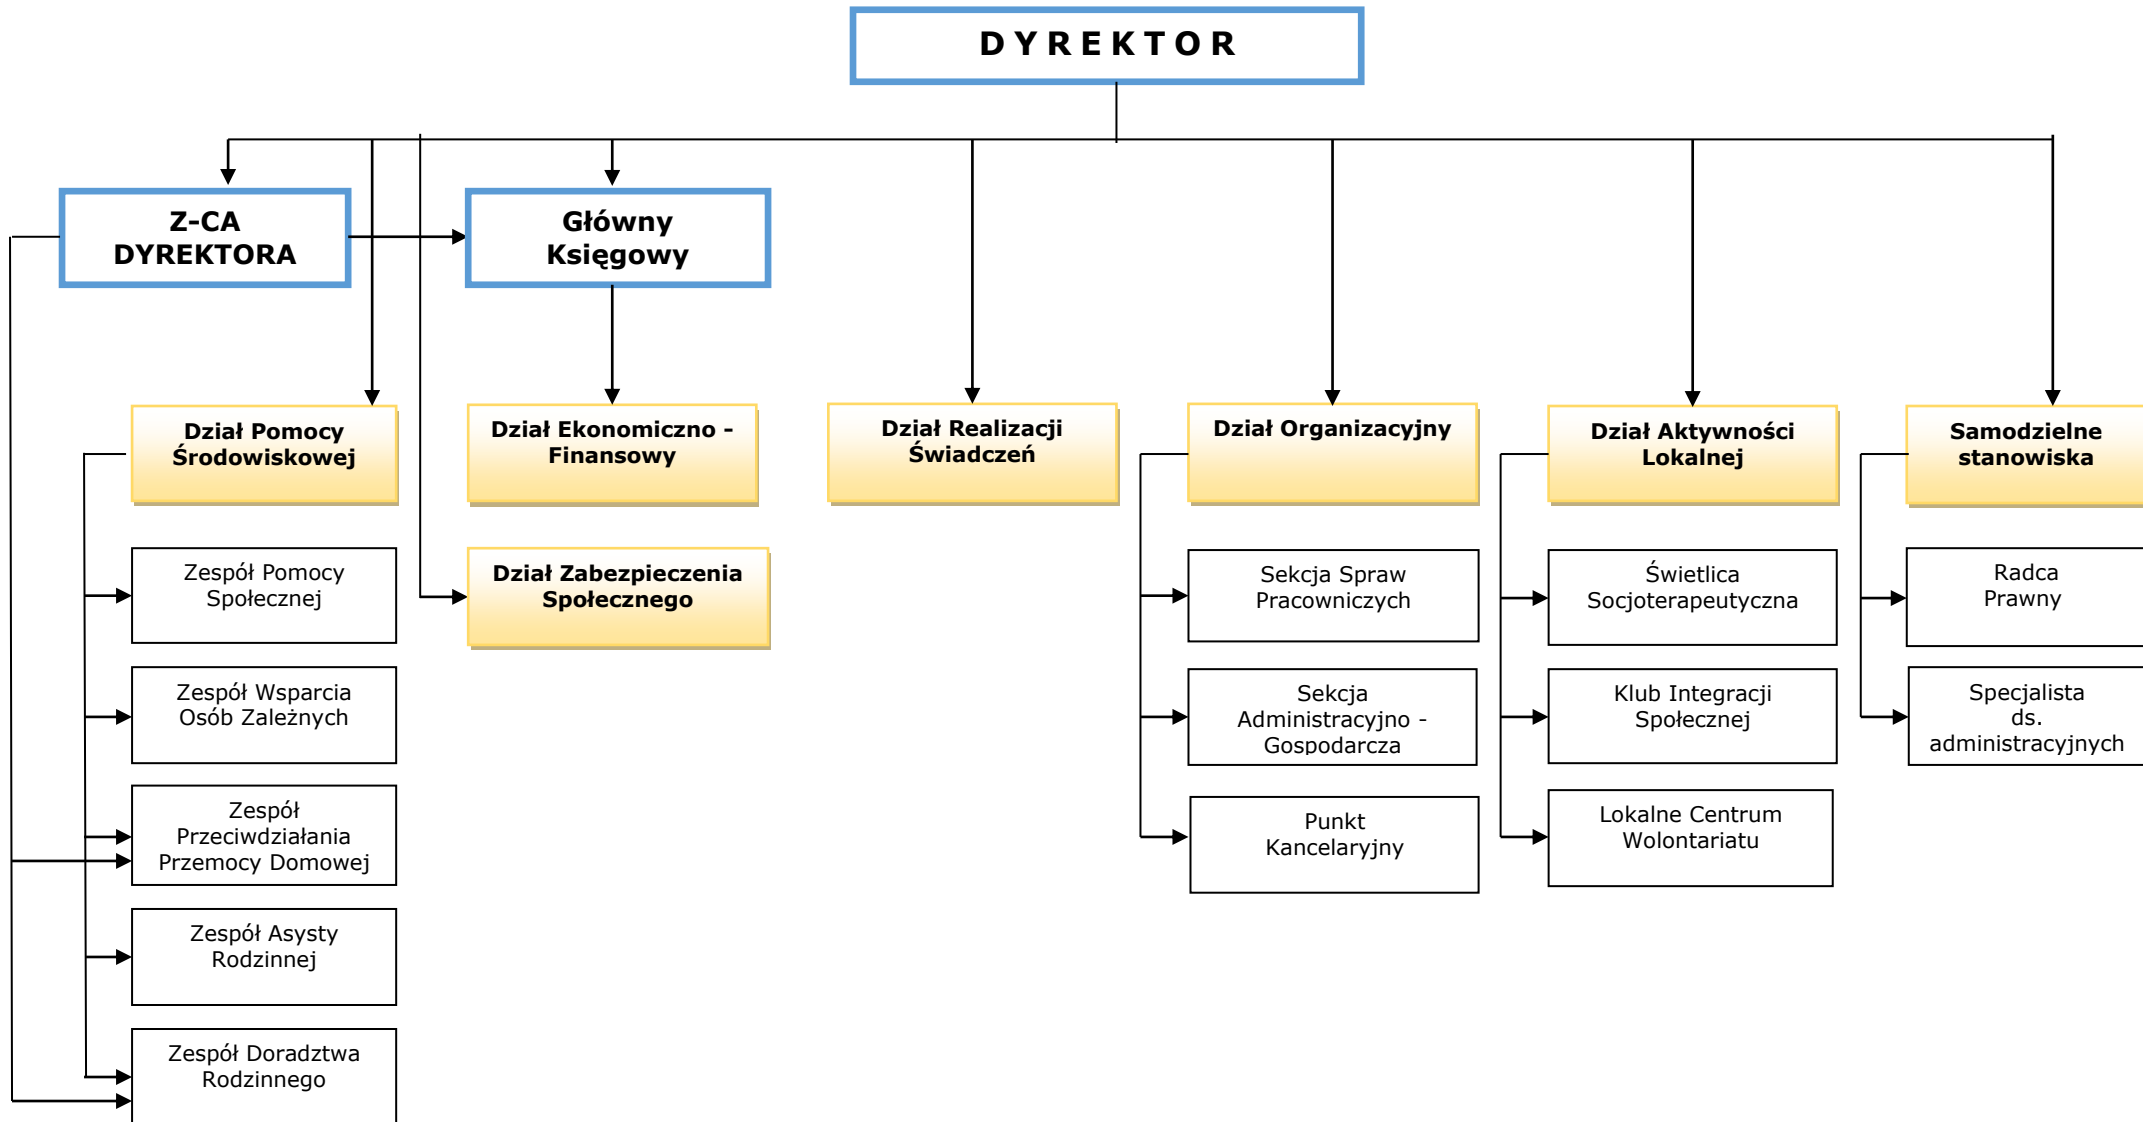 DYREKTOR
Z-CA
DYREKTORA
Główny
Księgowy
Dział Pomocy
Środowiskowej
Dział Ekonomiczno -
Finansowy
Dział Realizacji
Świadczeń
Dział Organizacyjny
Dział Aktywności
Lokalnej
Samodzielne
stanowiska
Zespół Pomocy
Społecznej
Dział Zabezpieczenia
Społecznego
Sekcja Spraw
Pracowniczych
Świetlica
Socjoterapeutyczna
Radca
Prawny
Zespół Wsparcia
Osób Zależnych
Sekcja
Administracyjno -
Gospodarcza
Klub Integracji
Społecznej
Specjalista
ds.
administracyjnych
Zespół
Przeciwdziałania
Przemocy Domowej
Punkt
Kancelaryjny
Lokalne Centrum
Wolontariatu
Zespół Asysty
Rodzinnej
Zespół Doradztwa
Rodzinnego